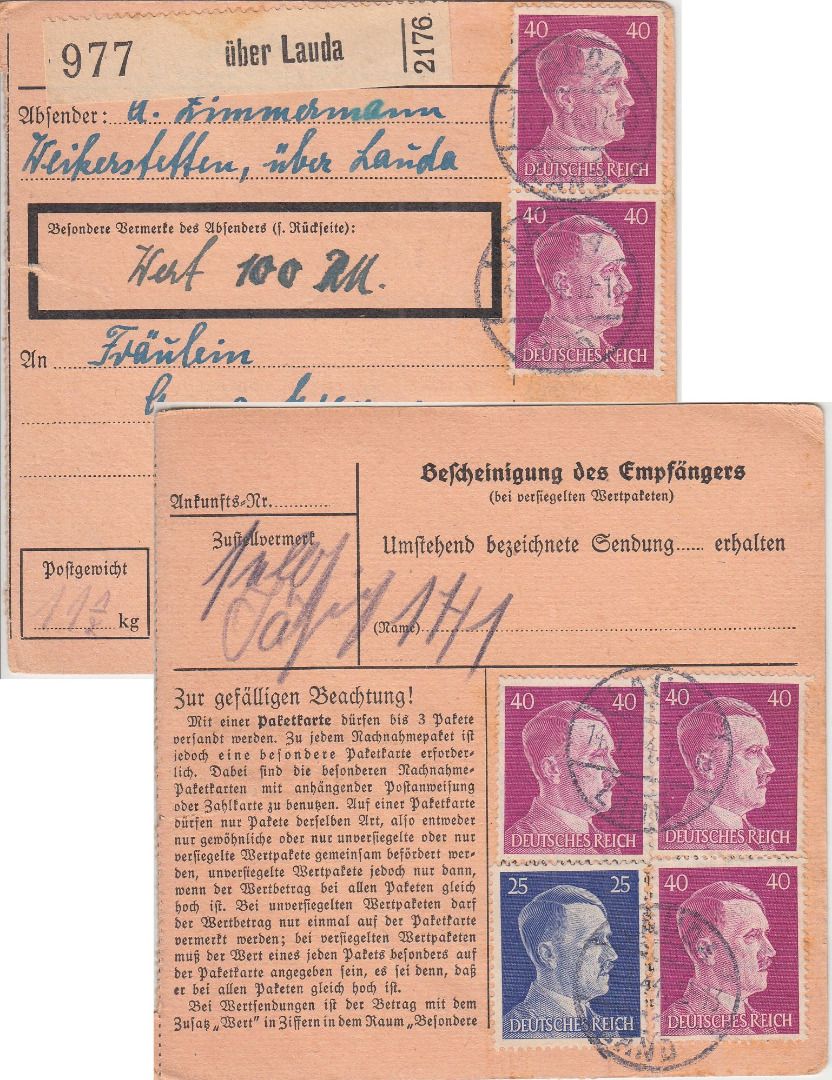 977
über Lauda
2176
40 40
DEUTSCHES REICH
Absender: A. Zimmermann
Weikerstetten, über Lauda
Besondere Vermerke des Absenders (s. Rückseite):
Wert 100 RM.
40 40
DEUTSCHES REICH
An Fräulein
Postgewicht
11½ kg
Ankunfts-Nr.
Zustellvermerk
Bescheinigung des Empfängers
(bei versiegelten Wertpaketen)
Umstehend bezeichnete Sendung..... erhalten
(Name)
Zur gefälligen Beachtung!
Mit einer Paketkarte dürfen bis 3 Pakete
versandt werden. Zu jedem Nachnahmepaket ist
jedoch eine besondere Paketkarte erforder-
lich. Dabei sind die besonderen Nachnahme-
Paketkarten mit anhängender Postanweisung
oder Zahlkarte zu benutzen. Auf einer Paketkarte
dürfen nur Pakete derselben Art, also entweder
nur gewöhnliche oder nur unversiegelte oder nur
versiegelte Wertpakete gemeinsam befördert wer-
den, unversiegelte Wertpakete jedoch nur dann,
wenn der Wertbetrag bei allen Paketen gleich
hoch ist. Bei unversiegelten Wertpaketen darf
der Wertbetrag nur einmal auf der Paketkarte
vermerkt werden; bei versiegelten Wertpaketen
muß der Wert eines jeden Pakets besonders auf
der Paketkarte angegeben sein, es sei denn, daß
er bei allen Paketen gleich hoch ist.
Bei Wertsendungen ist der Betrag mit dem
Zusatz „Wert" in Ziffern in dem Raum „Besondere
40 40
DEUTSCHES REICH
40 40
DEUTSCHES REICH
25 25
DEUTSCHES REICH
40 40
DEUTSCHES REICH